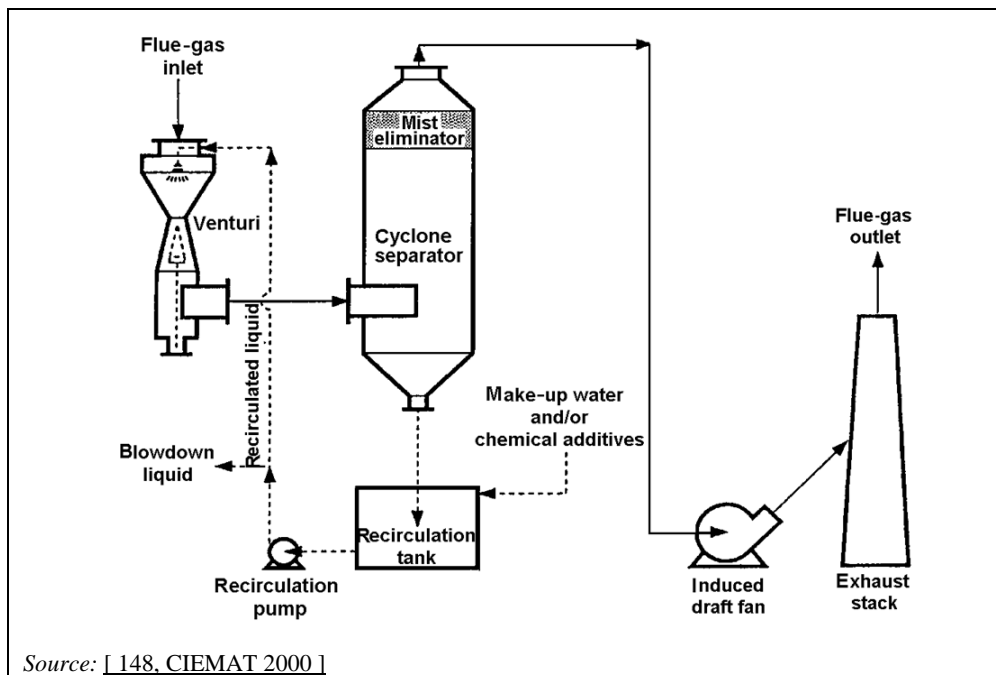 Flue-gas
inlet
Mist
eliminator
Venturi
Cyclone
separator
Flue-gas
outlet
Recirculated liquid
Make-up water
and/or
chemical additives
Blowdown
liquid
Recirculation
tank
Recirculation
pump
Induced
draft fan
Exhaust
stack
Source: [ 148, CIEMAT 2000 ]